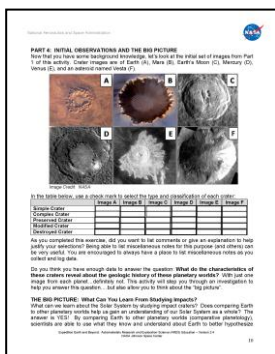 National Aeronautics and Space Administration
NASA
PART 4: INITIAL OBSERVATIONS AND THE BIG PICTURE
Now that you have some background knowledge, let's look at the initial set of images from Part
1 of this activity. Crater images are of Earth (A), Mars (B), Earth's Moon (C), Mercury (D),
Venus (E), and an asteroid named Vesta (F).
A
B
C
D
E
F
Image Credit: NASA
In the table below, use a check mark to select the type and classification of each crater:
Image A Image B Image C Image D Image E Image F
Simple Crater
Complex Crater
Preserved Crater
Modified Crater
Destroyed Crater
As you completed this exercise, did you want to list comments or give an explanation to help
justify your selections? Being able to list miscellaneous notes for this purpose (and others) can
be very useful. You are encouraged to always have a place to list miscellaneous notes as you
collect and log data.
Do you think you have enough data to answer the question What do the characteristics of
these craters reveal about the geologic history of these planetary worlds? With just one
image from each planet...definitely not. This activity will step you through an investigation to
help you answer this question... but also allow you to think about the "big picture".
THE BIG PICTURE: What Can You Learn From Studying Impacts?
What can we learn about the Solar System by studying impact craters? Does comparing Earth
to other planetary worlds help us gain an understanding of our Solar System as a whole? The
answer is YES! By comparing Earth to other planetary worlds (comparative planetology),
scientists are able to use what they know and understand about Earth to better hypothesize